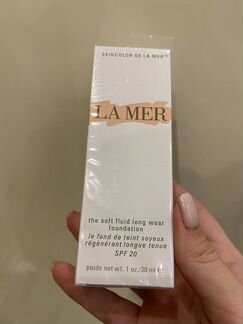 SKINCOLOR DE LA MER™
LA MER
the soft fluid long wear
foundation
le fond de teint soyeux
régénérant longue tenue
SPF 20
poids net wt. 1 oz./30 ml ℮